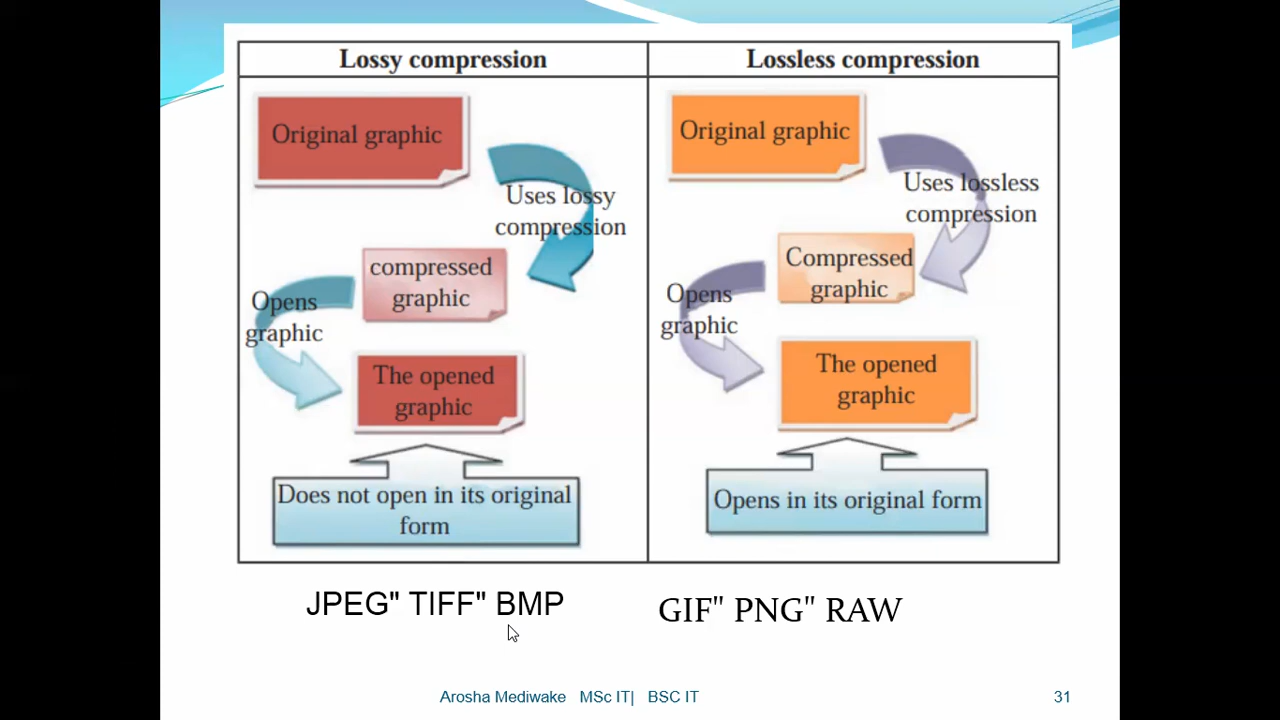 Lossy compression
Lossless compression
Original graphic
Uses lossy
compression
compressed
graphic
Opens
graphic
The opened
graphic
Does not open in its original
form
Original graphic
Uses lossless
compression
Compressed
graphic
Opens
graphic
The opened
graphic
Opens in its original form
JPEG" TIFF" BMP
GIF" PNG" RAW
Arosha Mediwake MSc IT| BSC IT
31